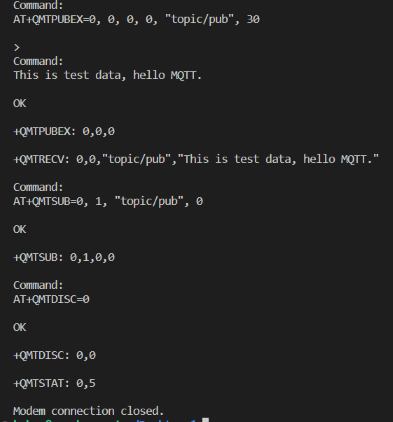 Command:
AT+QMTPUBEX=0, 0, 0, 0, "topic/pub", 30
>
Command:
This is test data, hello MQTT.
OK
+QMTPUBEX: 0,0,0
+QMTRECV: 0,0,"topic/pub","This is test data, hello MQTT."
Command:
AT+QMTSUB=0, 1, "topic/pub", 0
OK
+QMTSUB: 0,1,0,0
Command:
AT+QMTDISC=0
OK
+QMTDISC: 0,0
+QMTSTAT: 0,5
Modem connection closed.